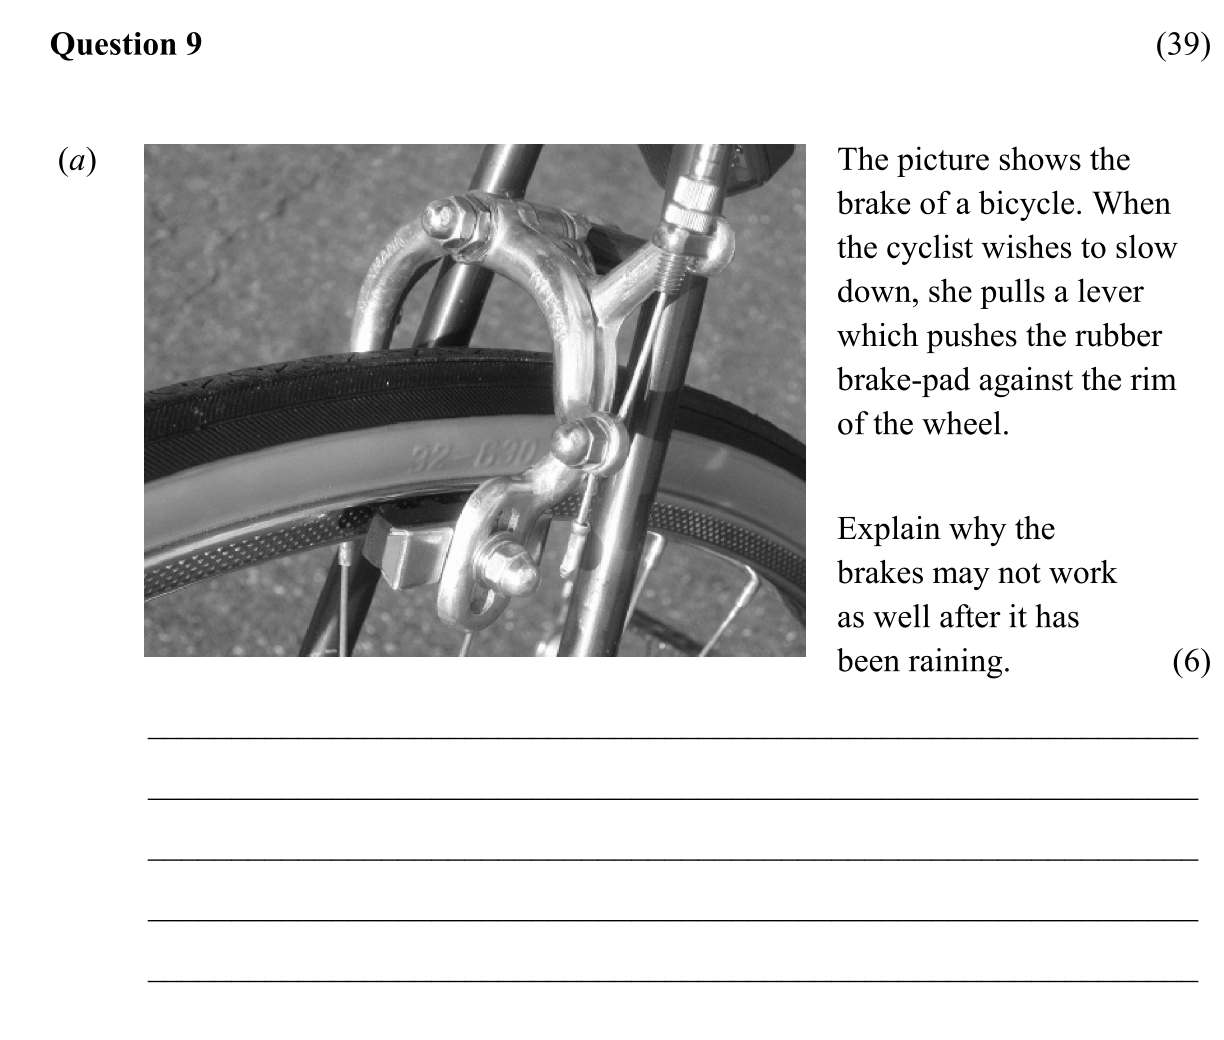 Question 9 (39)
(a) The picture shows the
brake of a bicycle. When
the cyclist wishes to slow
down, she pulls a lever
which pushes the rubber
brake-pad against the rim
of the wheel.
32-630
Explain why the
brakes may not work
as well after it has
been raining. (6)